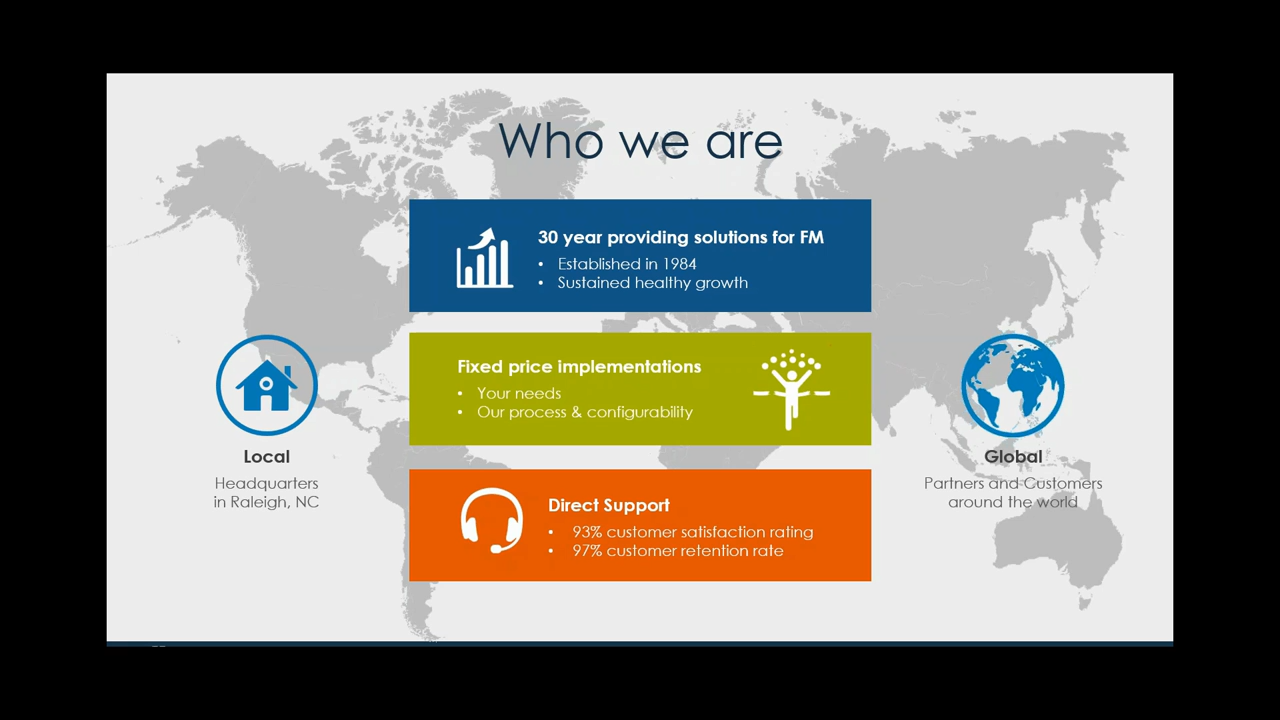 Who we are
30 year providing solutions for FM
• Established in 1984
• Sustained healthy growth
Fixed price implementations
• Your needs
• Our process & configurability
Direct Support
• 93% customer satisfaction rating
• 97% customer retention rate
Local
Headquarters
in Raleigh, NC
Global
Partners and Customers
around the world